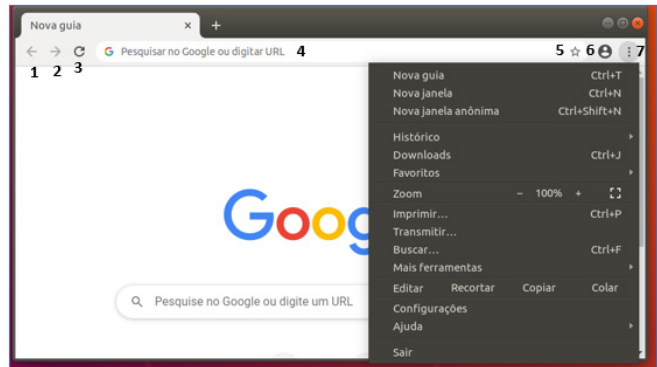 Nova guia × +
G Pesquisar no Google ou digitar URL 4 5 6 7
1 2 3
Nova guia Ctrl+T
Nova janela Ctrl+N
Nova janela anônima Ctrl+Shift+N
Histórico
Downloads Ctrl+J
Favoritos
Zoom - 100% +
Imprimir... Ctrl+P
Transmitir...
Buscar... Ctrl+F
Mais ferramentas
Editar Recortar Copiar Colar
Configurações
Ajuda
Sair
Goog
Pesquise no Google ou digite um URL